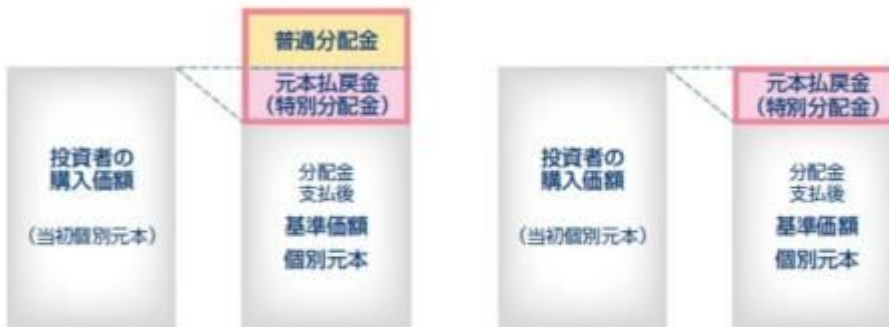 普通分配金
元本払戻金
（特別分配金）
投資者の
購入価額
（当初個別元本）
分配金
支払後
基準価額
個別元本
元本払戻金
（特別分配金）
投資者の
購入価額
（当初個別元本）
分配金
支払後
基準価額
個別元本